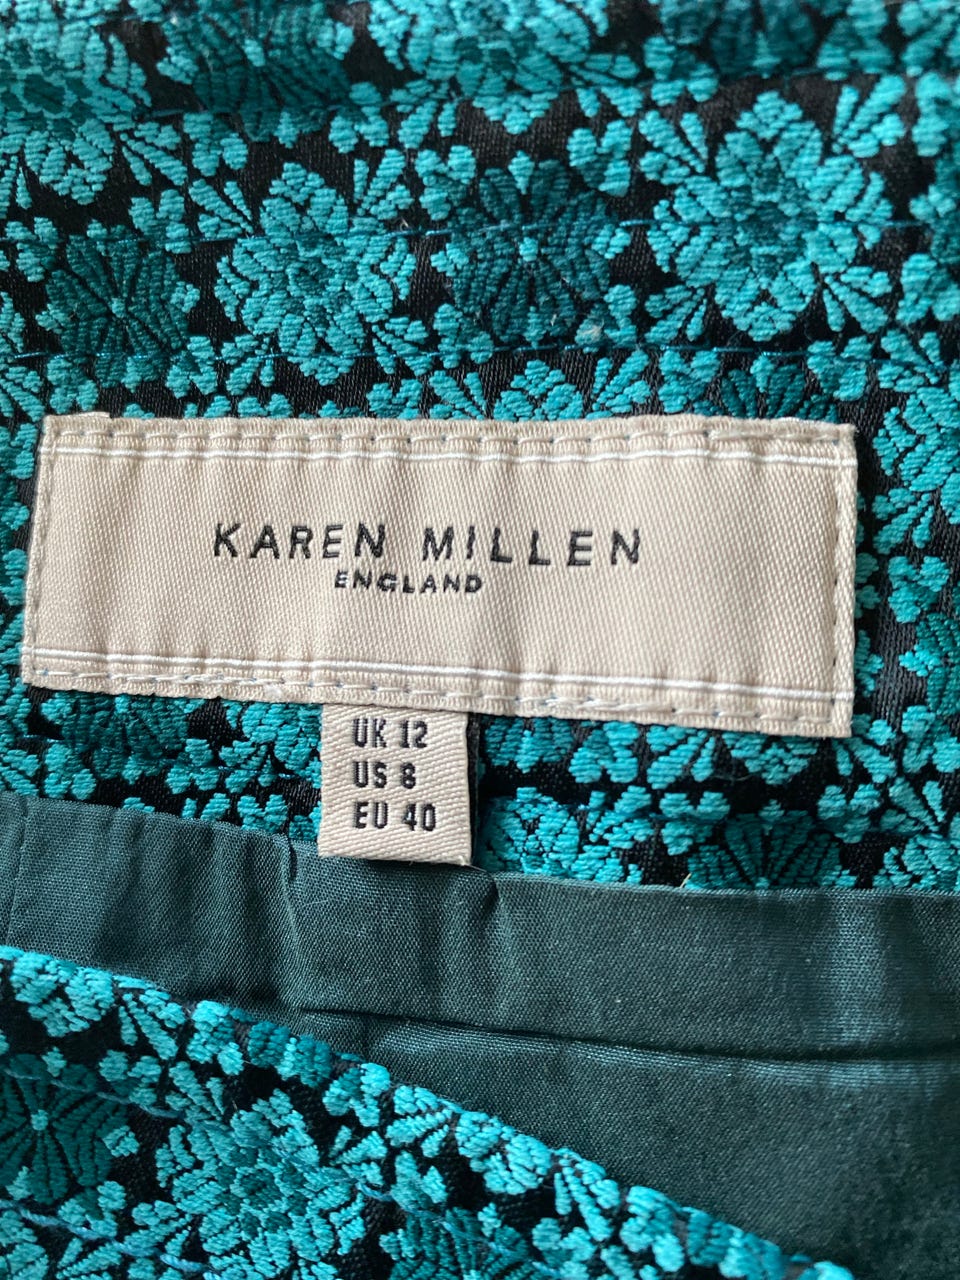 KAREN MILLEN
ENGLAND
UK 12
US 8
EU 40